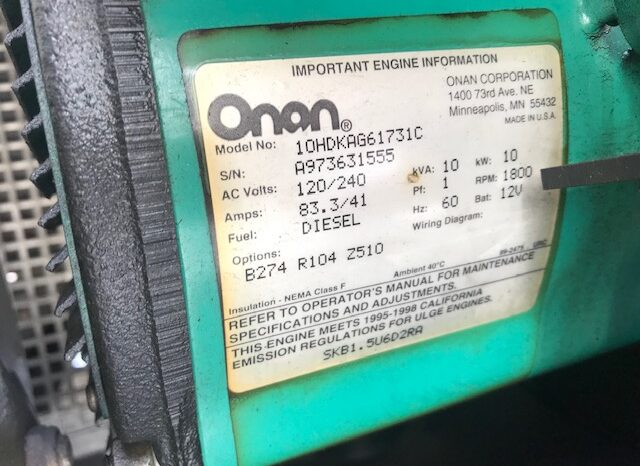 IMPORTANT ENGINE INFORMATION
Onan®
ONAN CORPORATION
1400 73rd Ave. NE
Minneapolis, MN 55432
MADE IN U.S.A.
Model No: 10HDKAG61731C
S/N: A973631555
AC Volts: 120/240 kVA: 10 kW: 10
Amps: 83.3/41 Pf: 1 RPM: 1800
Fuel: DIESEL Hz: 60 Bat: 12V
Options: Wiring Diagram:
B274 R104 Z510
Insulation - NEMA Class F Ambient 40°C 99-2475
REFER TO OPERATOR'S MANUAL FOR MAINTENANCE
SPECIFICATIONS AND ADJUSTMENTS.
THIS ENGINE MEETS 1995-1998 CALIFORNIA
EMISSION REGULATIONS FOR ULGE ENGINES.
SKB1.5U6D2RA